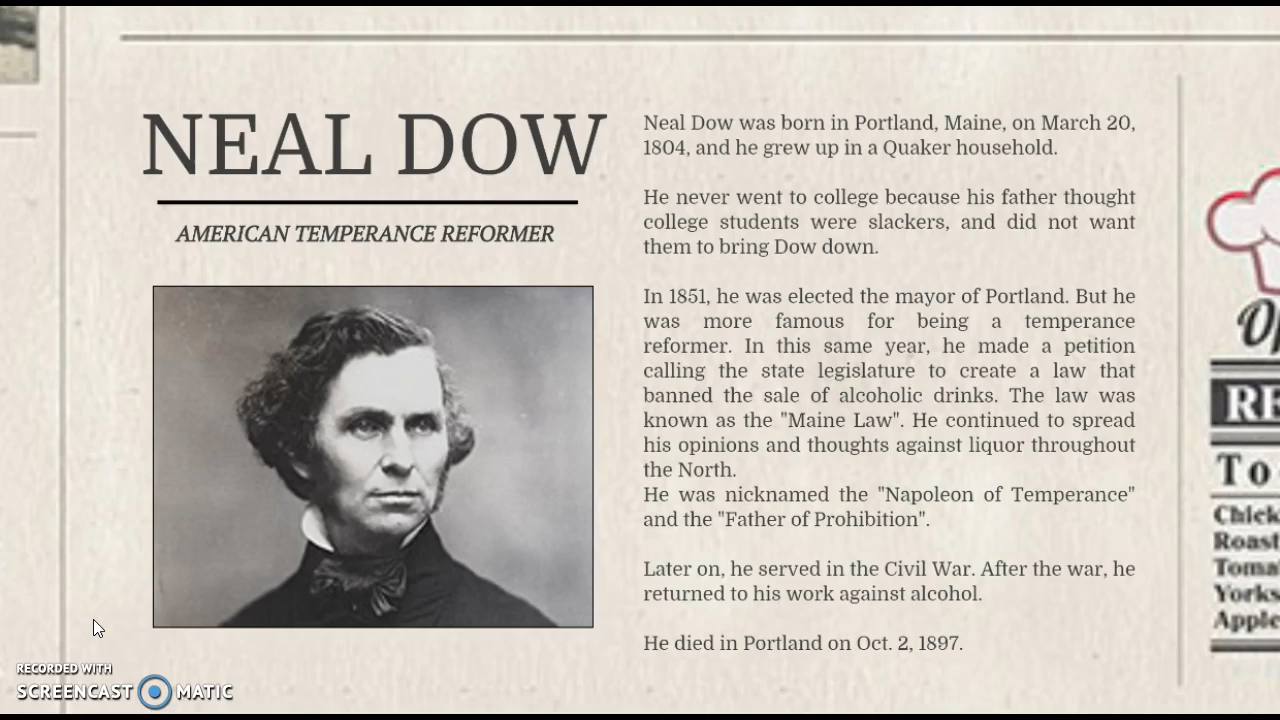 NEAL DOW
AMERICAN TEMPERANCE REFORMER
Neal Dow was born in Portland, Maine, on March 20,
1804, and he grew up in a Quaker household.
He never went to college because his father thought
college students were slackers, and did not want
them to bring Dow down.
In 1851, he was elected the mayor of Portland. But he
was more famous for being a temperance
reformer. In this same year, he made a petition
calling the state legislature to create a law that
banned the sale of alcoholic drinks. The law was
known as the "Maine Law". He continued to spread
his opinions and thoughts against liquor throughout
the North.
He was nicknamed the "Napoleon of Temperance"
and the "Father of Prohibition".
Later on, he served in the Civil War. After the war, he
returned to his work against alcohol.
He died in Portland on Oct. 2, 1897.
RECORDED WITH
SCREENCAST MATIC
To
Chick
Roast
Toma
Yorks
Apple